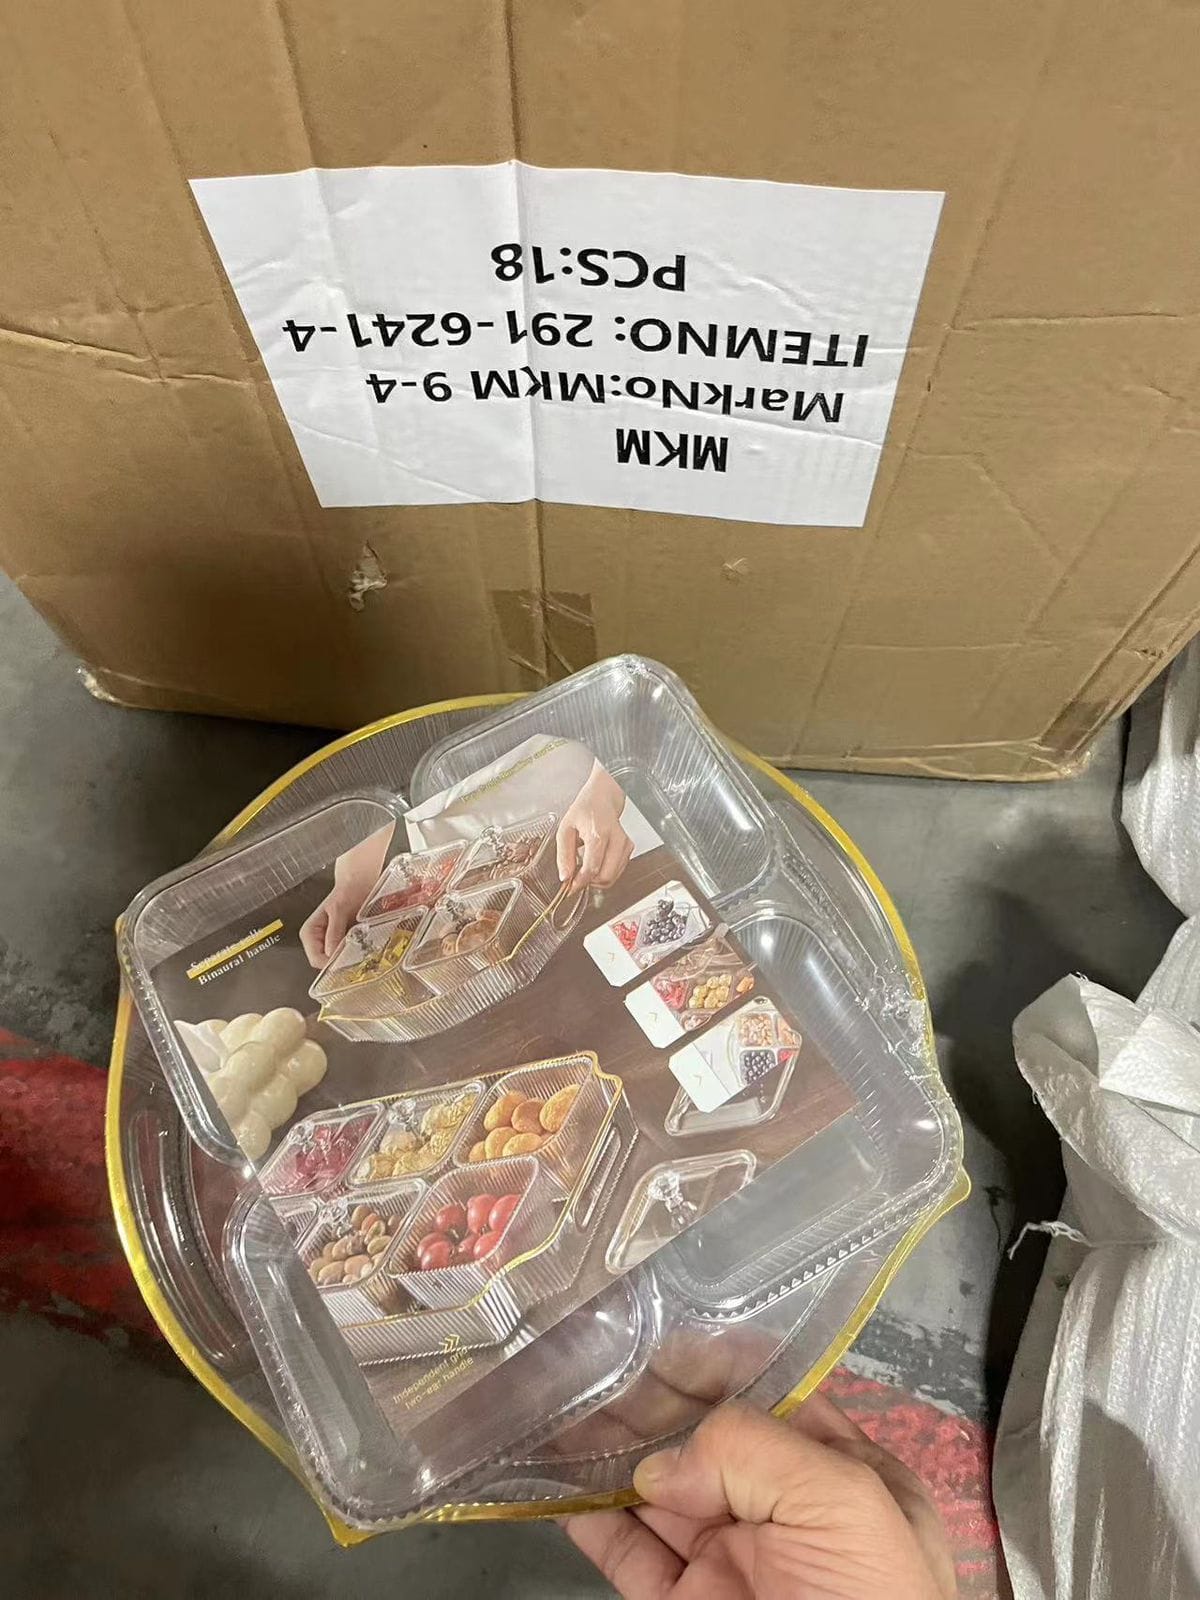 MKM
MarkNo:MKM 9-4
ITEMNO: 291-6241-4
PCS:18
Separate cells
Binaural handle
Independent grid
Two-ear handle